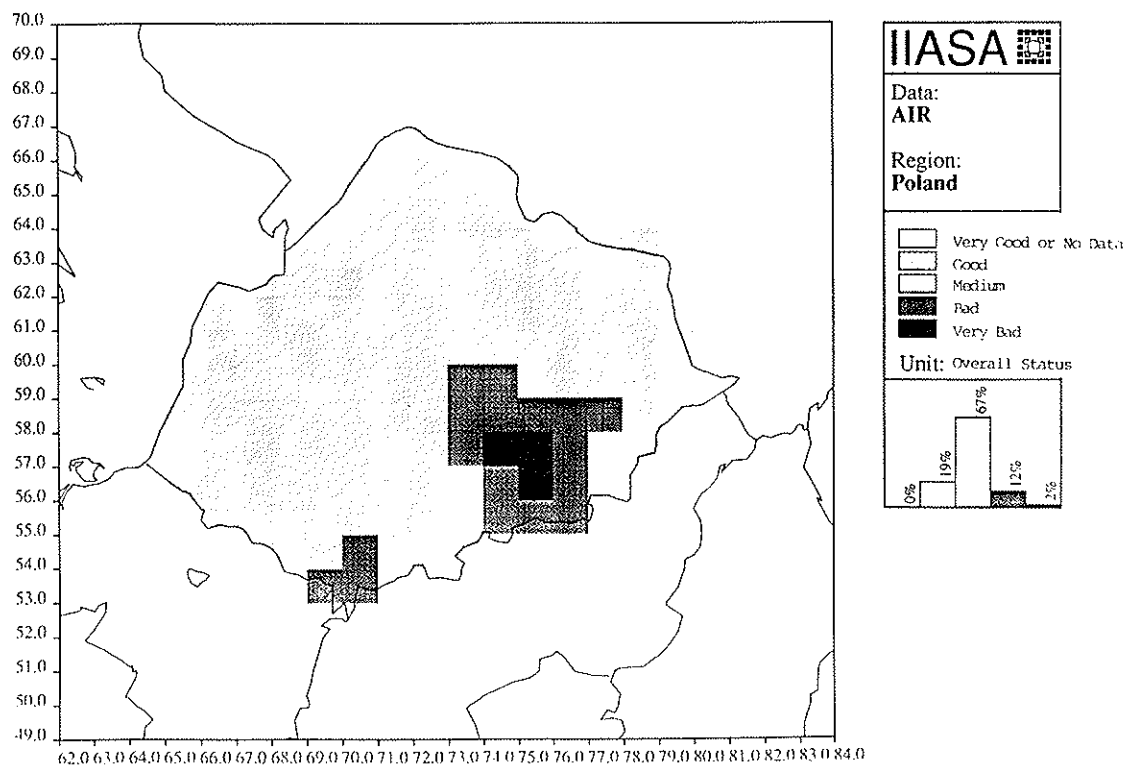 IIASA
Data:
AIR
Region:
Poland
Very Good or No Data
Good
Medium
Bad
Very Bad
Unit: Overall Status
0%
19%
67%
12%
2%
70.0
69.0
68.0
67.0
66.0
65.0
64.0
63.0
62.0
61.0
60.0
59.0
58.0
57.0
56.0
55.0
54.0
53.0
52.0
51.0
50.0
49.0
62.0 63.0 64.0 65.0 66.0 67.0 68.0 69.0 70.0 71.0 72.0 73.0 74.0 75.0 76.0 77.0 78.0 79.0 80.0 81.0 82.0 83.0 84.0